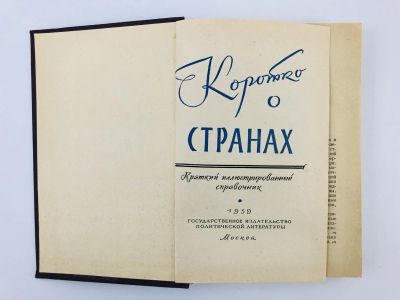 Коротко
о
СТРАНАХ
Краткий иллюстрированный
справочник
1959
ГОСУДАРСТВЕННОЕ ИЗДАТЕЛЬСТВО
ПОЛИТИЧЕСКОЙ ЛИТЕРАТУРЫ
Москва